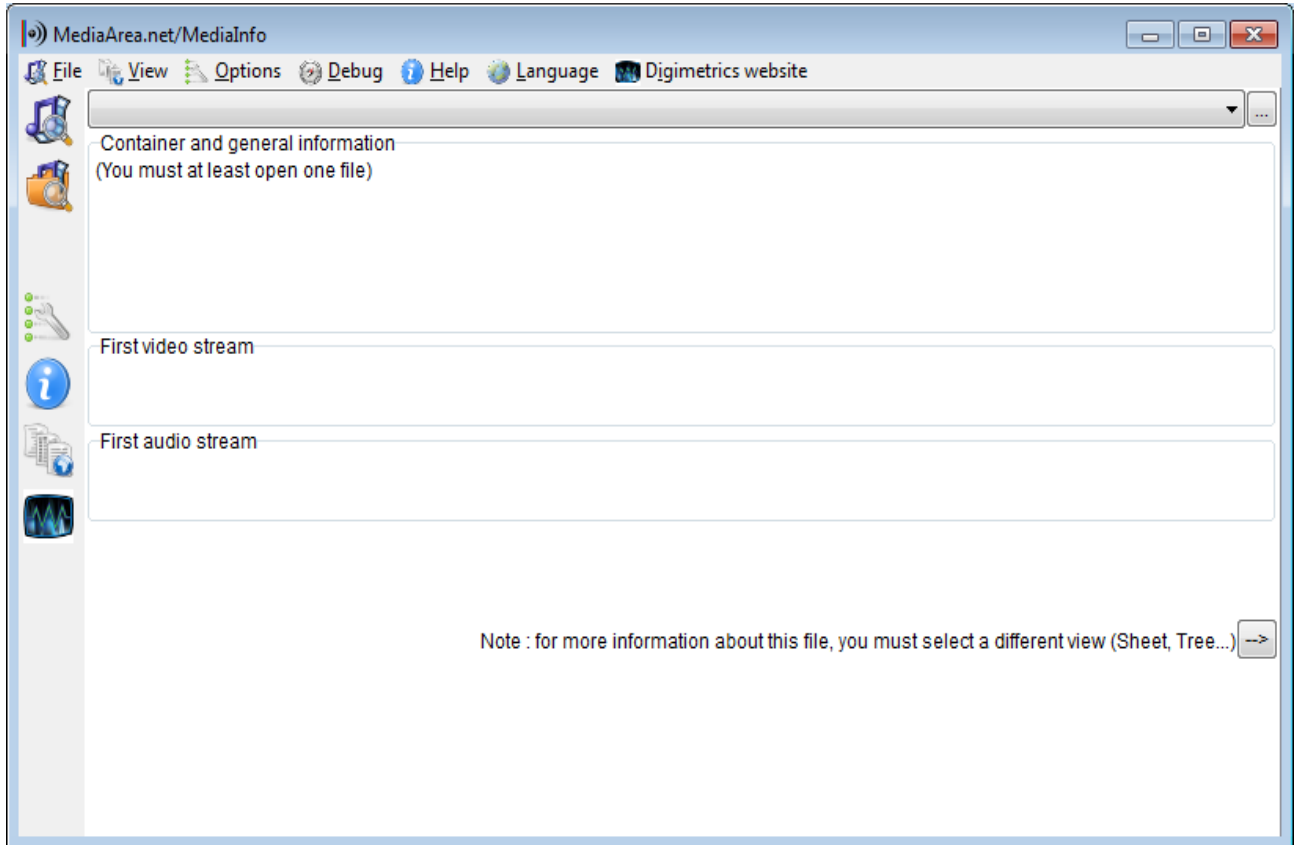 MediaArea.net/MediaInfo
File View Options Debug Help Language Digimetrics website
...
Container and general information
(You must at least open one file)
First video stream
First audio stream
Note : for more information about this file, you must select a different view (Sheet, Tree...) -->